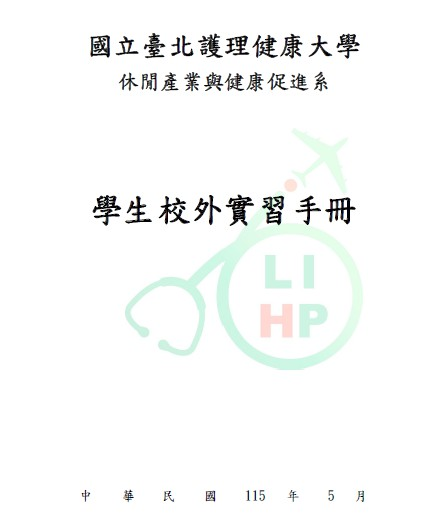 國立臺北護理健康大學
休閒產業與健康促進系
學生校外實習手冊
LI
HP
中華民國 115 年 5 月